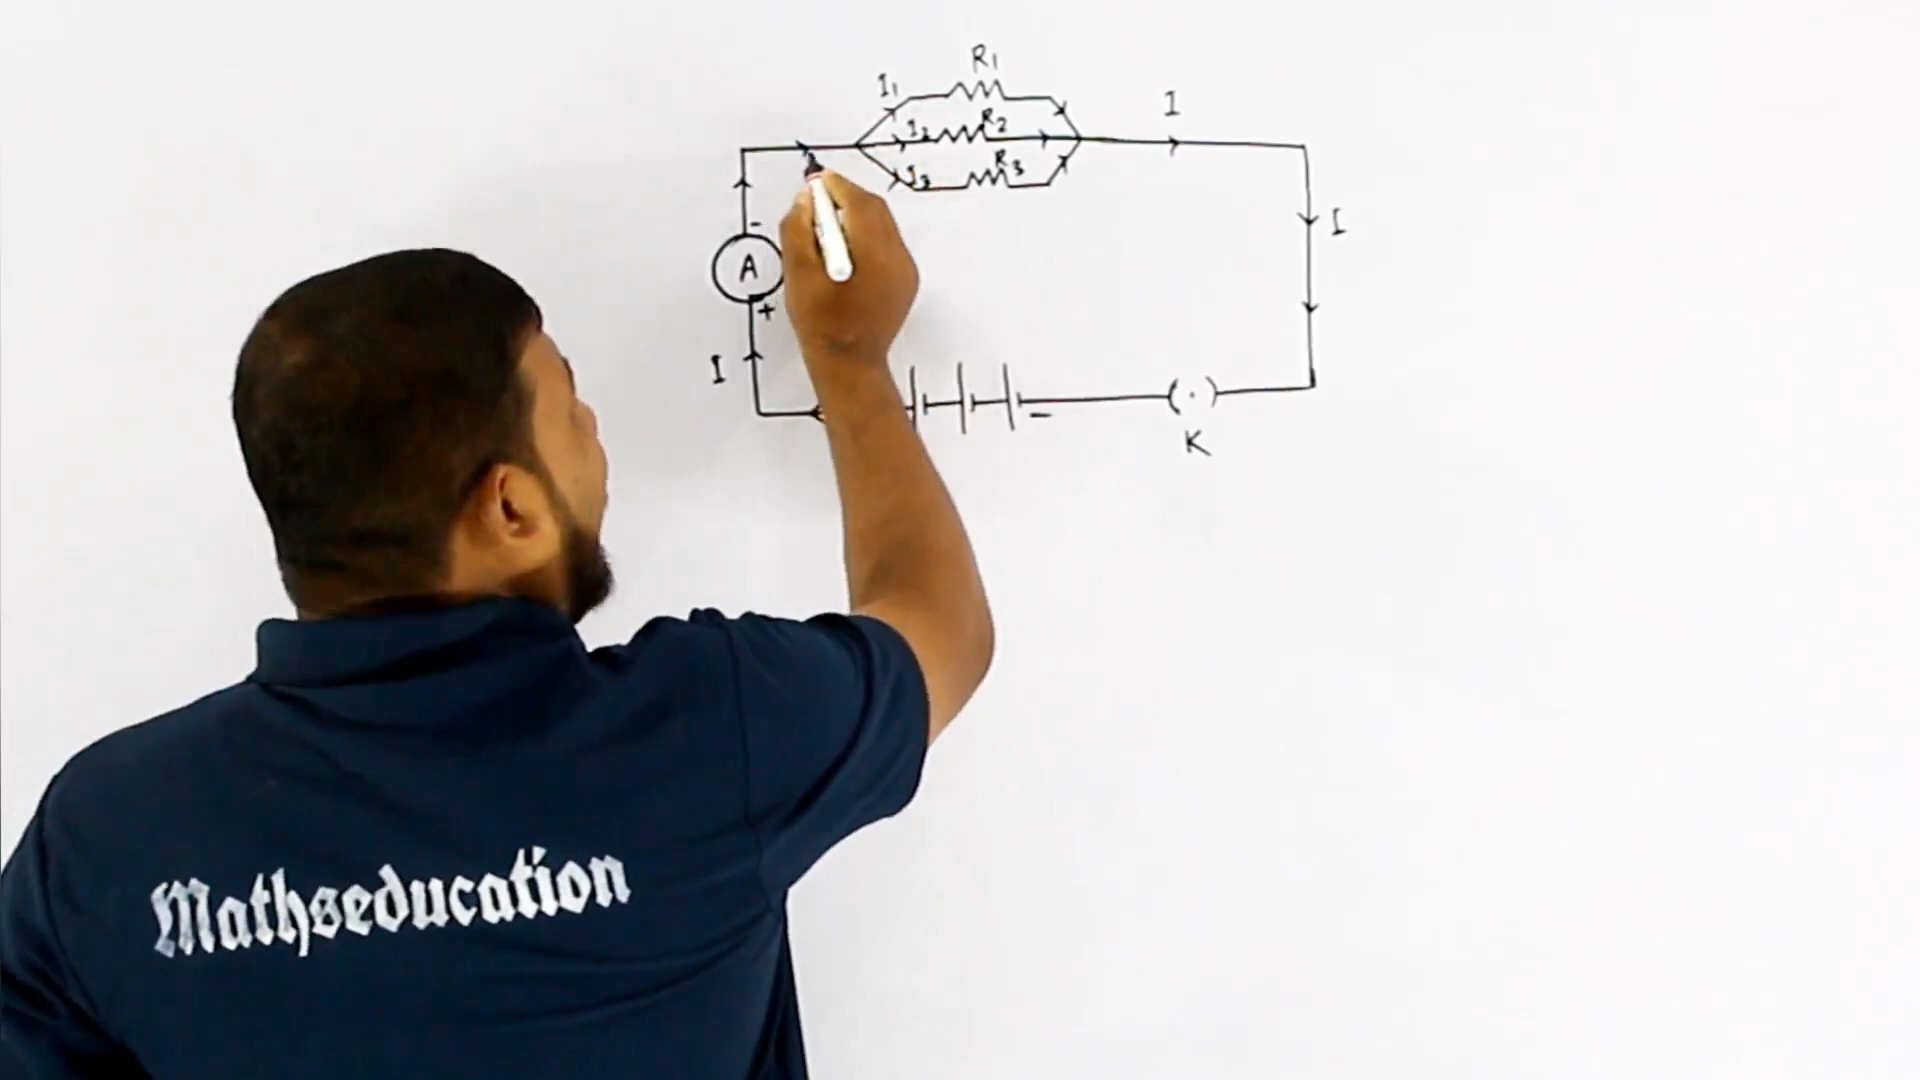 R1
I1
I
I2 R2
I3 R3
-
A
I
+
I
-
K
Mathseducation